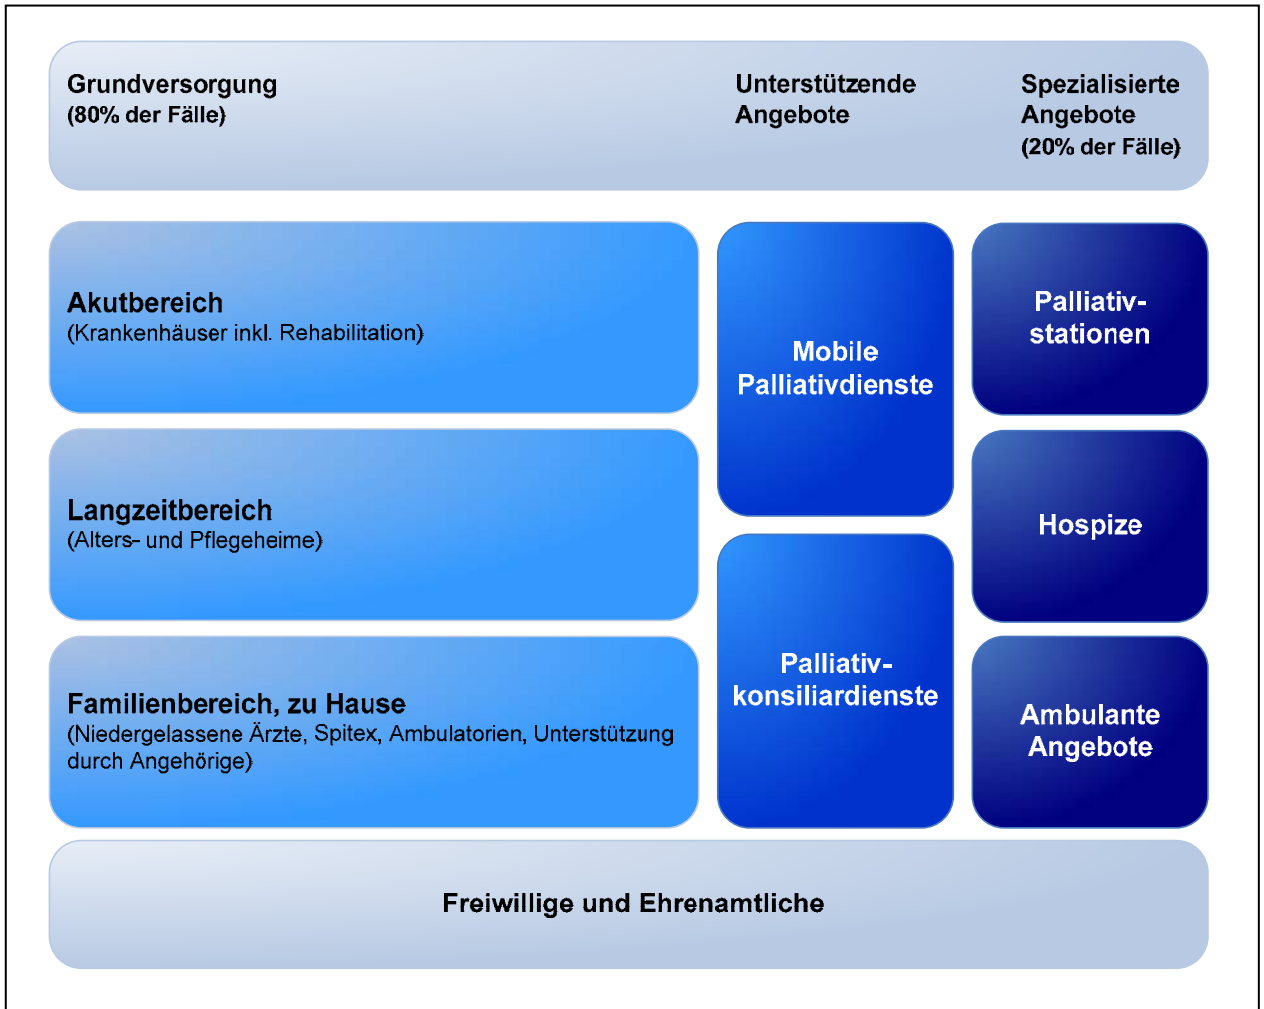 Grundversorgung
(80% der Fälle)
Unterstützende
Angebote
Spezialisierte
Angebote
(20% der Fälle)
Akutbereich
(Krankenhäuser inkl. Rehabilitation)
Langzeitbereich
(Alters- und Pflegeheime)
Familienbereich, zu Hause
(Niedergelassene Ärzte, Spitex, Ambulatorien, Unterstützung
durch Angehörige)
Mobile
Palliativdienste
Palliativ-
konsiliardienste
Palliativ-
stationen
Hospize
Ambulante
Angebote
Freiwillige und Ehrenamtliche